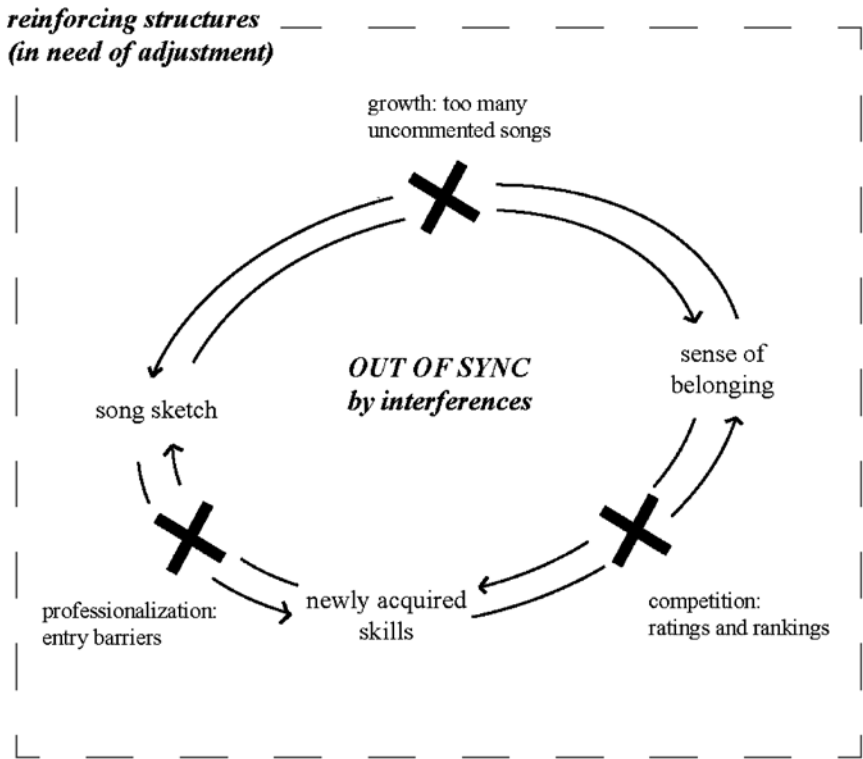 reinforcing structures
(in need of adjustment)
growth: too many
uncommented songs
OUT OF SYNC
by interferences
sense of
belonging
song sketch
newly acquired
skills
professionalization:
entry barriers
competition:
ratings and rankings